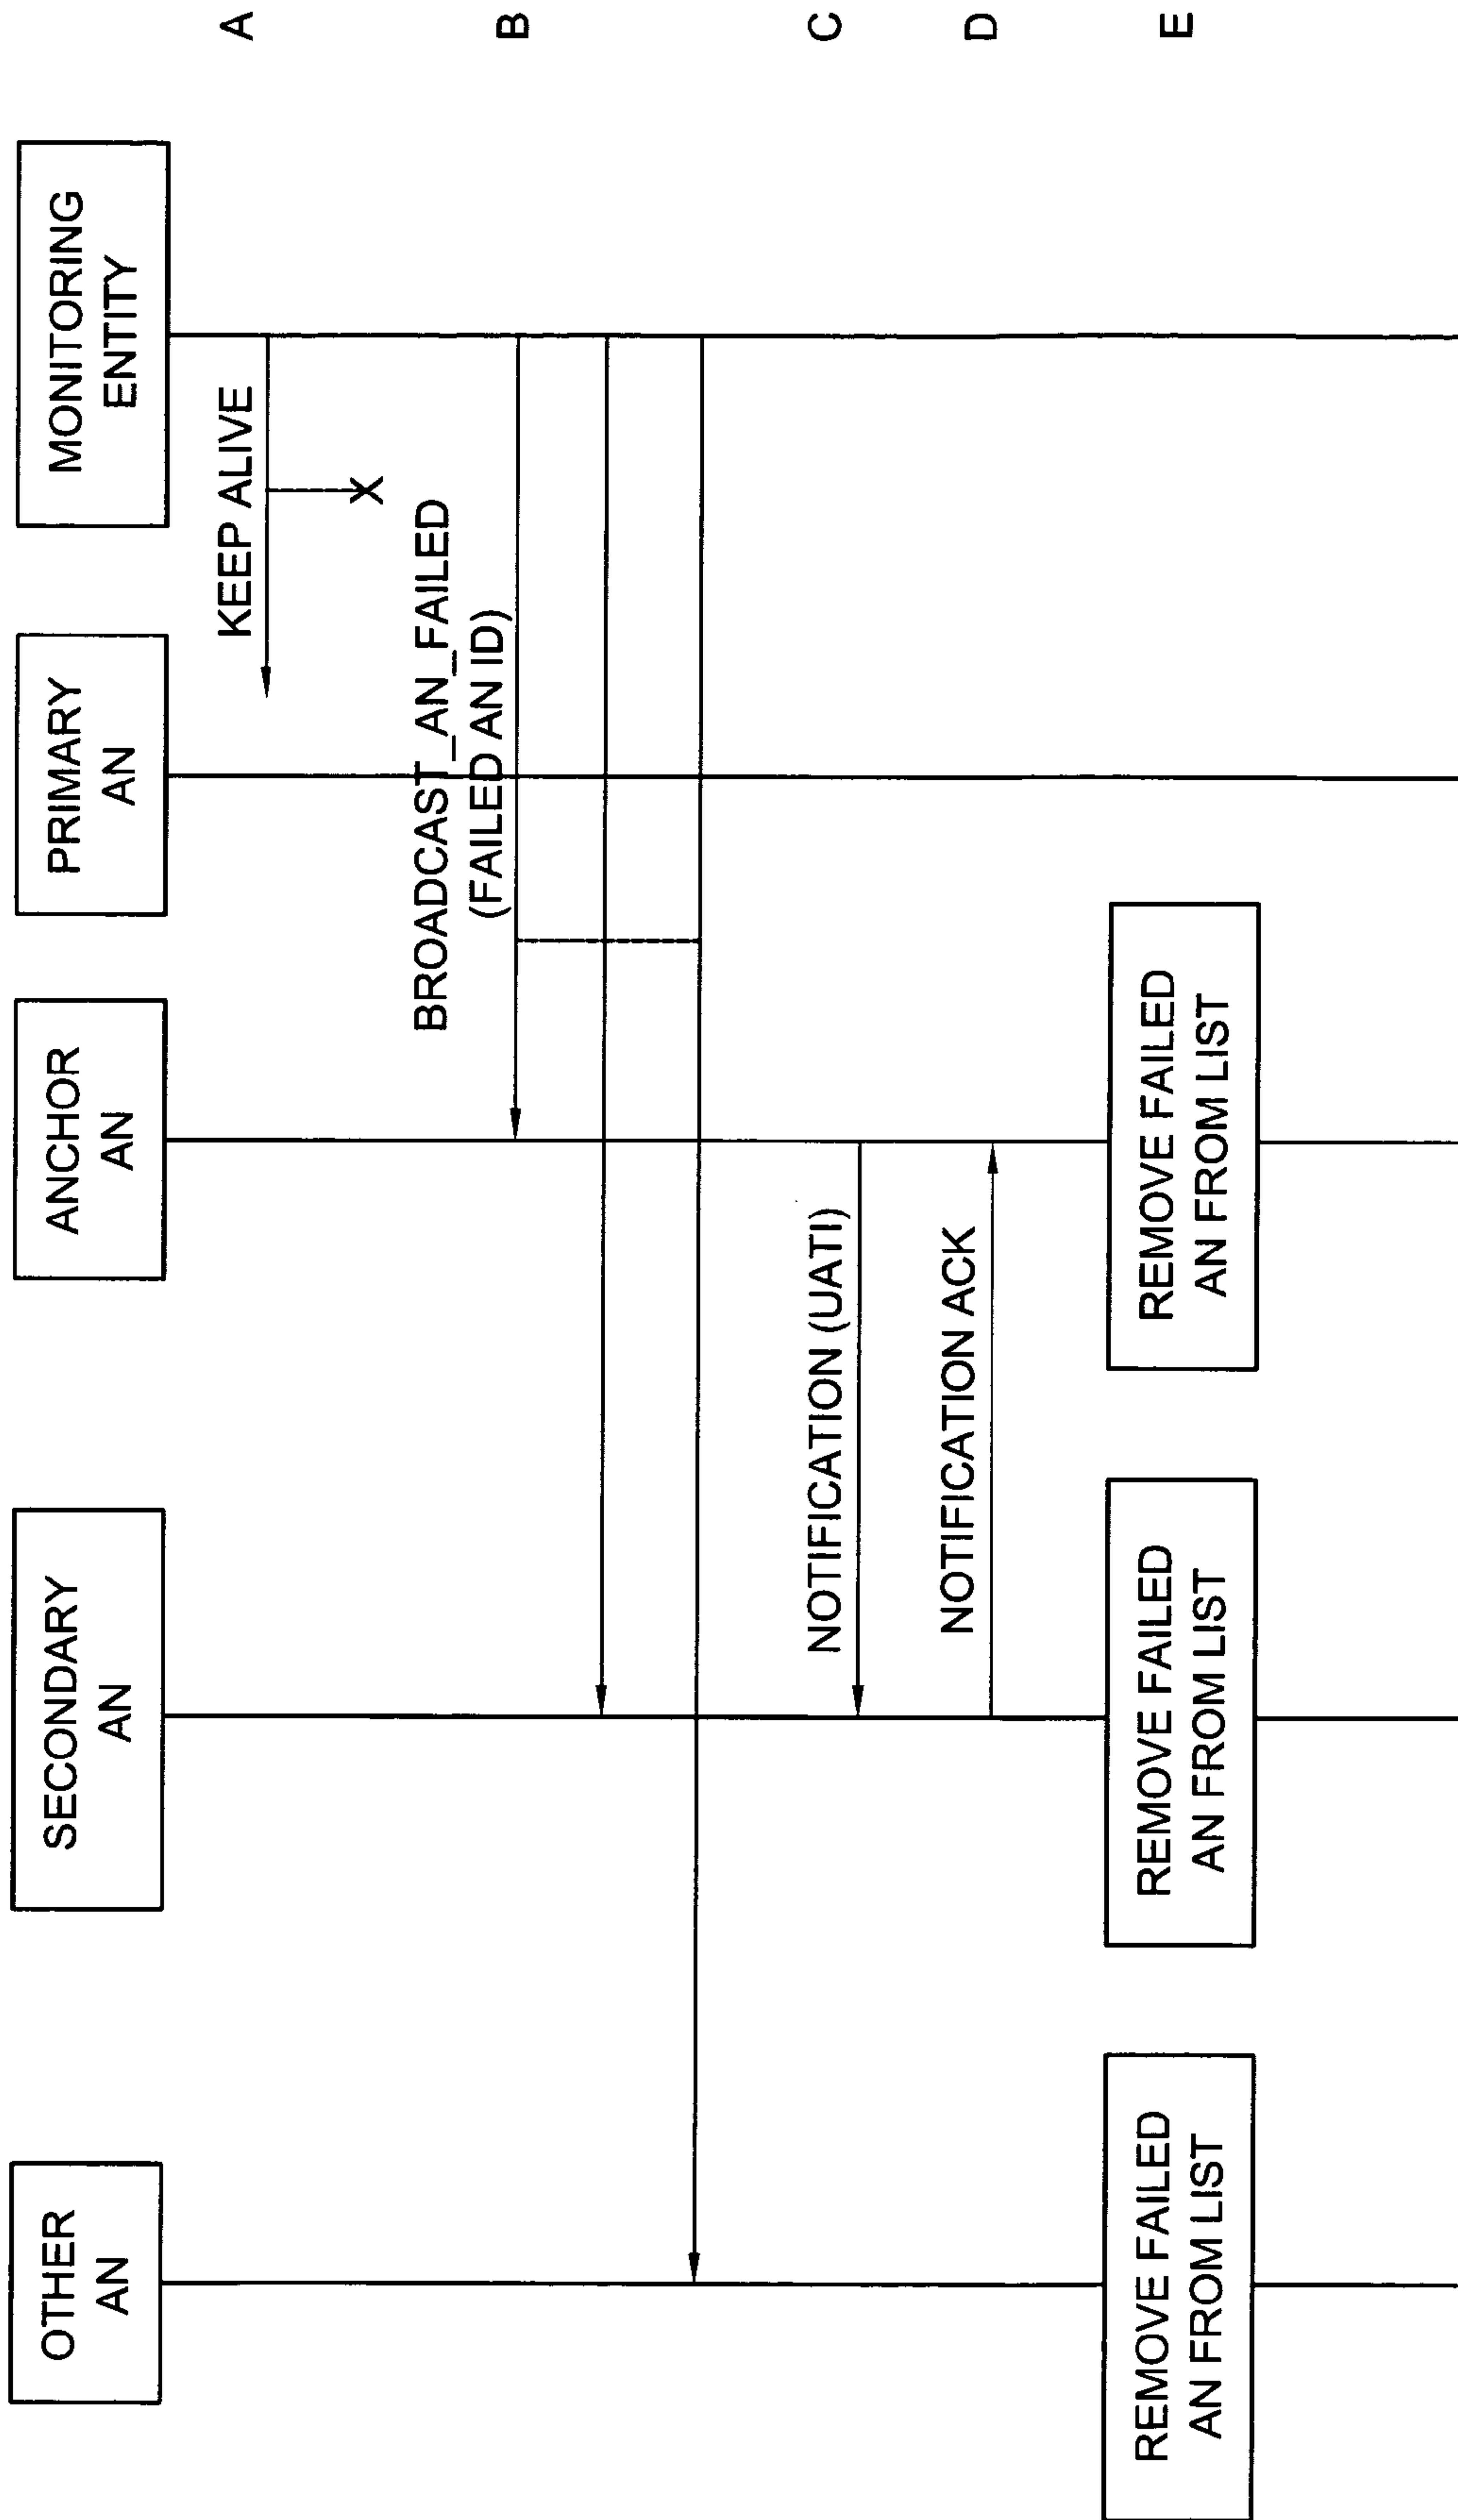 OTHER
AN
SECONDARY
AN
ANCHOR
AN
PRIMARY
AN
MONITORING
ENTITY
KEEP ALIVE
A
X
BROADCAST_AN_FAILED
(FAILED AN ID)
B
NOTIFICATION (UATI)
C
NOTIFICATION ACK
D
REMOVE FAILED
AN FROM LIST
REMOVE FAILED
AN FROM LIST
REMOVE FAILED
AN FROM LIST
E